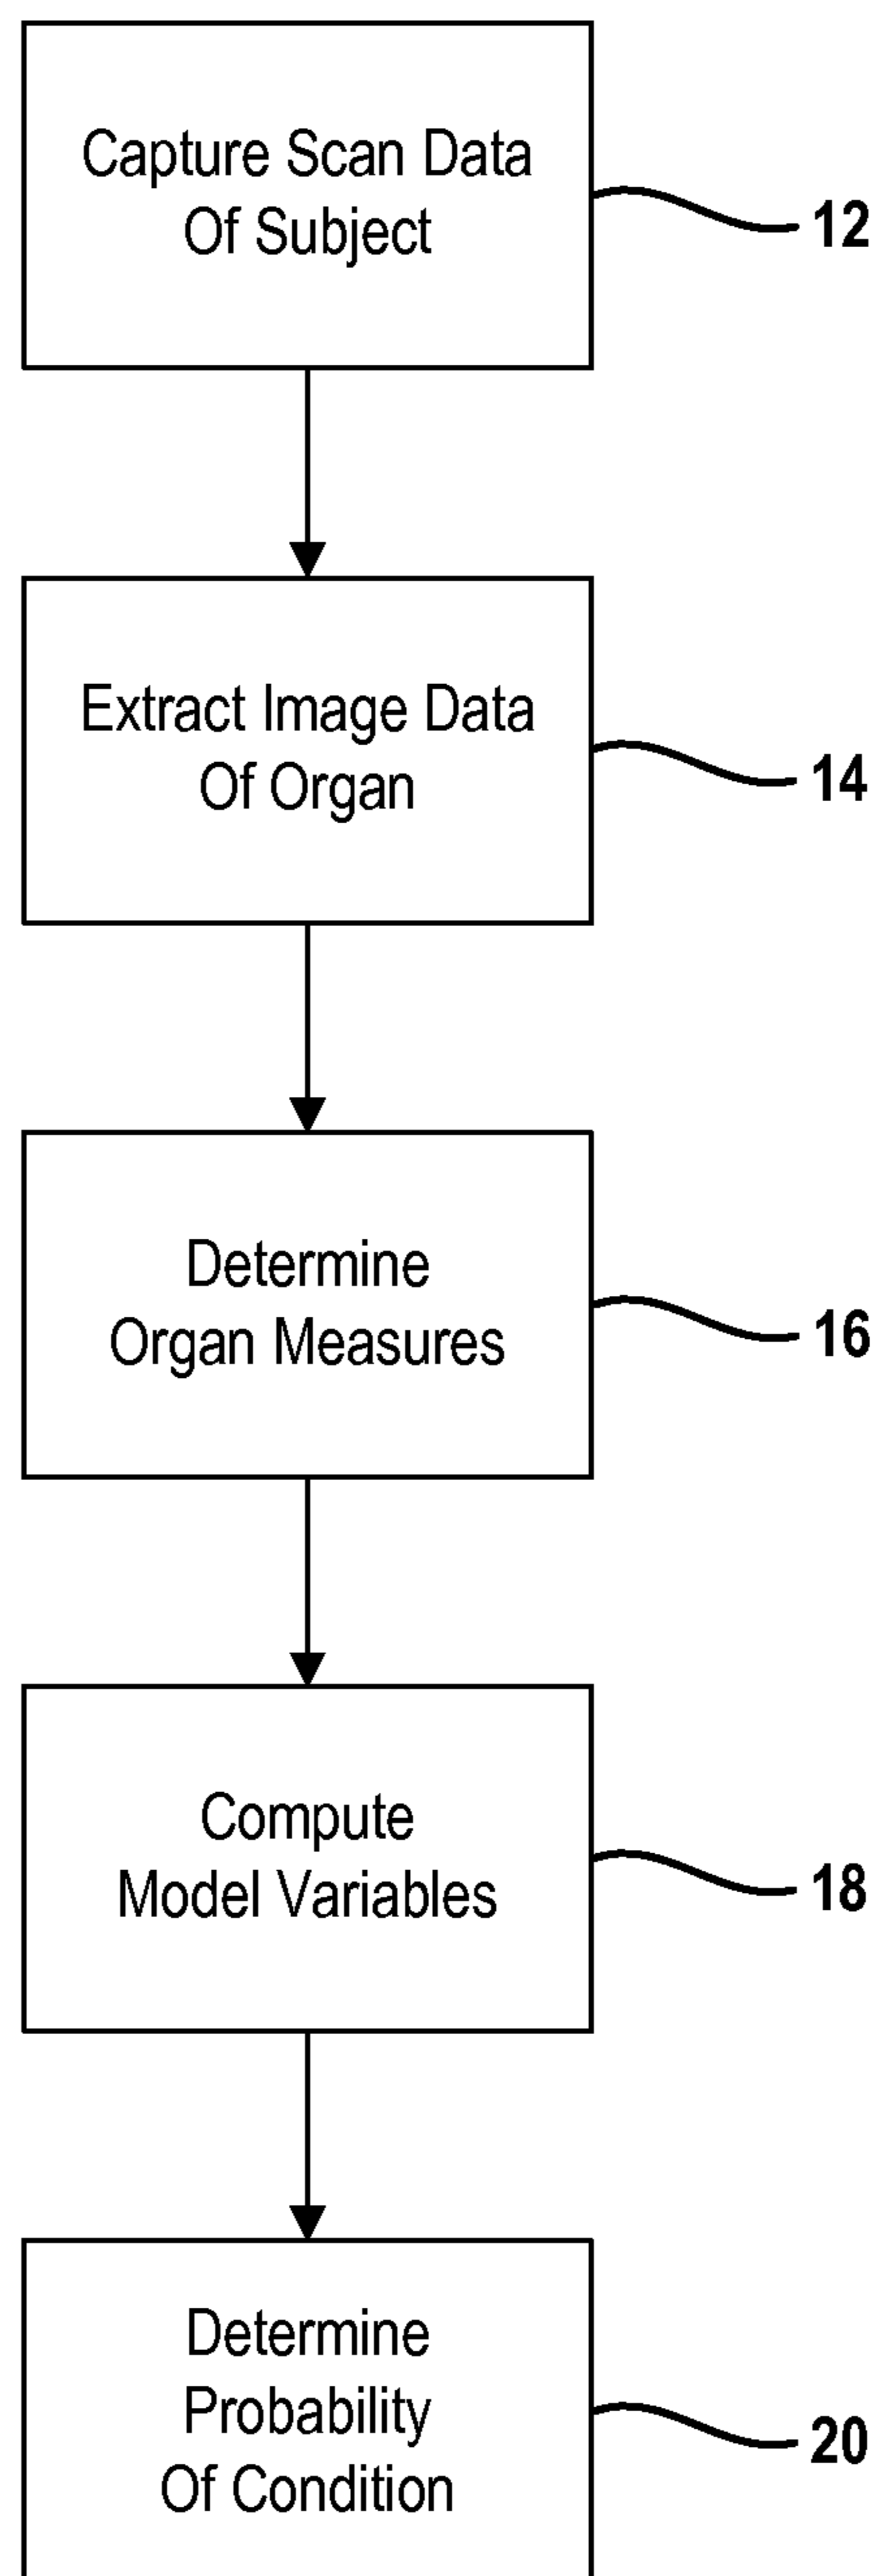 Capture Scan Data
Of Subject
12
Extract Image Data
Of Organ
14
Determine
Organ Measures
16
Compute
Model Variables
18
Determine
Probability
Of Condition
20